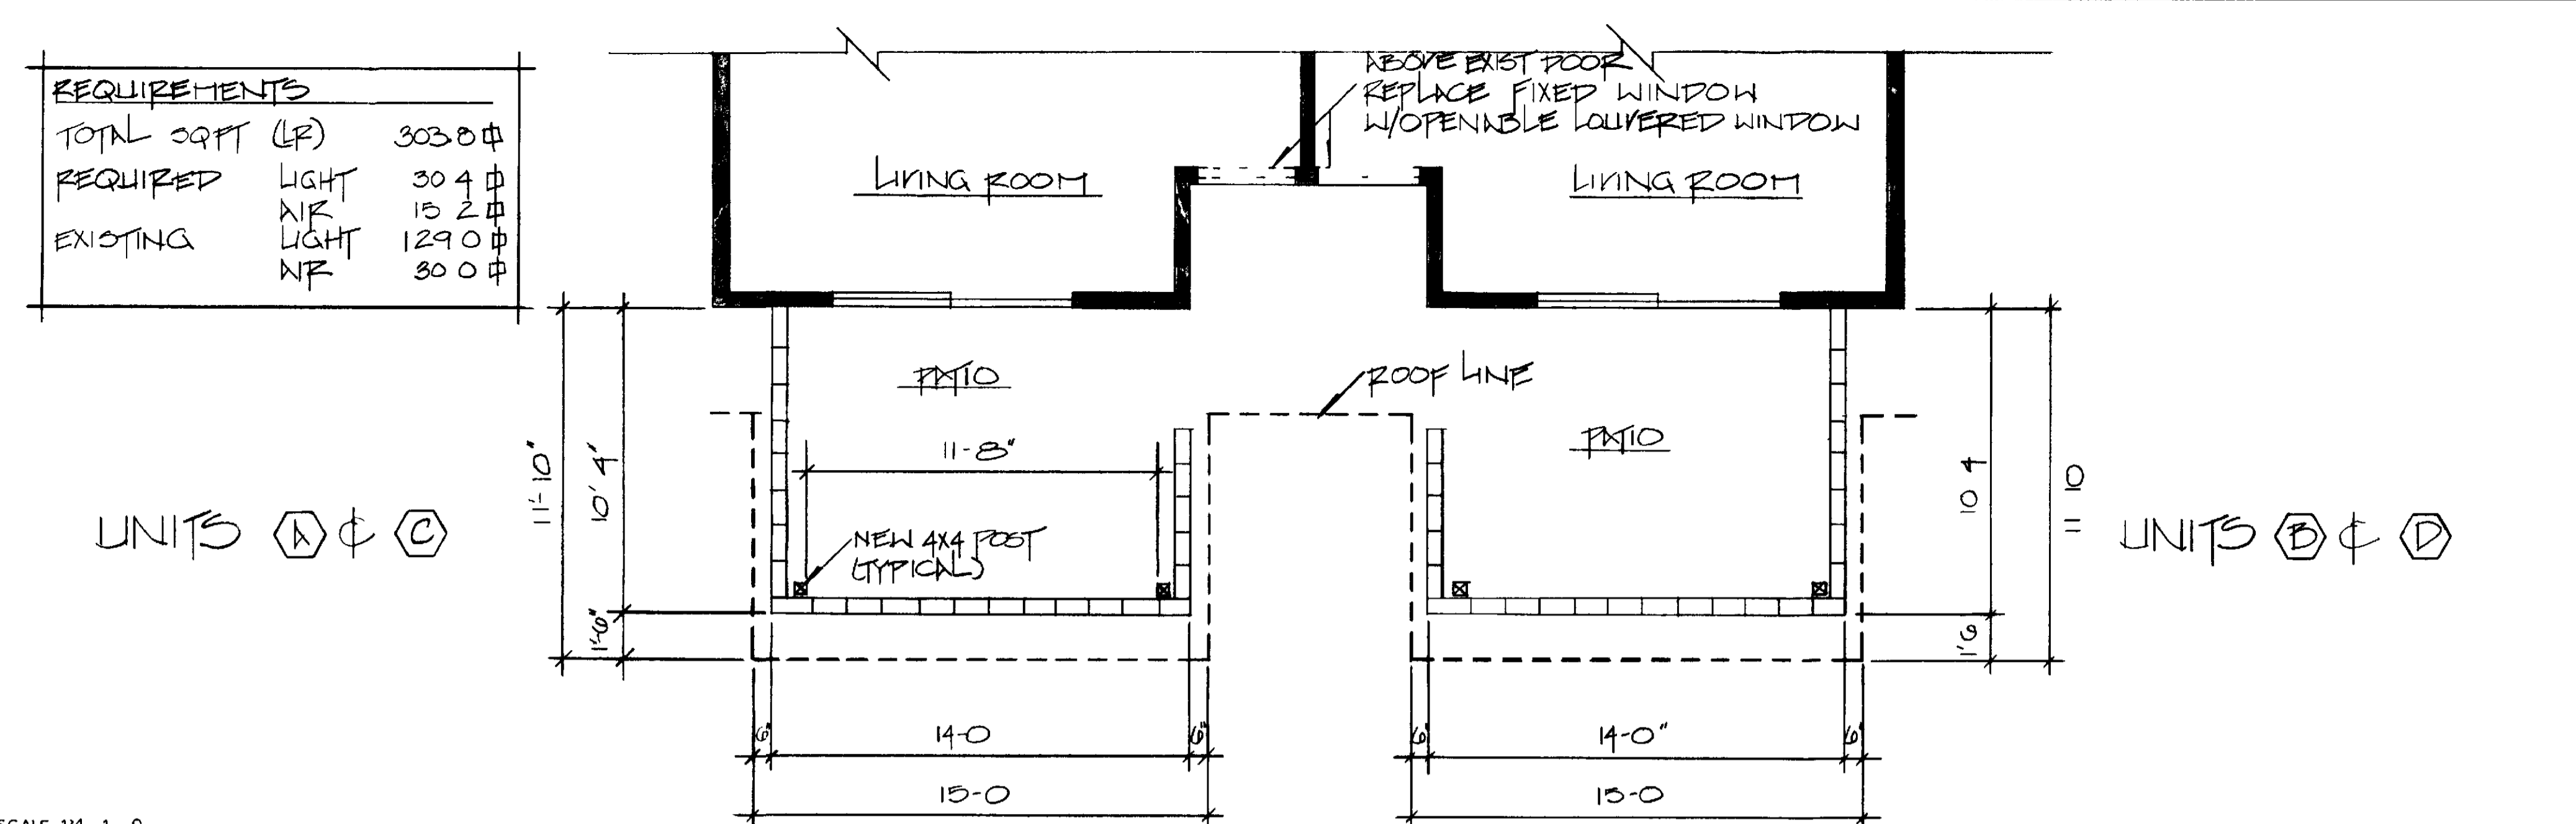 REQUIREMENTS
TOTAL SQFT (LR) 303.8 ⏍
REQUIRED LIGHT 30 4 ⏍
AIR 15 2 ⏍
EXISTING LIGHT 129 0 ⏍
AIR 30 0 ⏍
ABOVE EXIST DOOR
REPLACE FIXED WINDOW
W/OPENABLE LOUVERED WINDOW
LIVING ROOM
LIVING ROOM
PATIO
ROOF LINE
PATIO
11-8"
11'-10"
10' 4"
1'-6"
NEW 4X4 POST
(TYPICAL)
UNITS A & C
10 4
1'6
UNITS B & D
6"
14-0
6"
6"
14-0"
6"
15-0
15-0